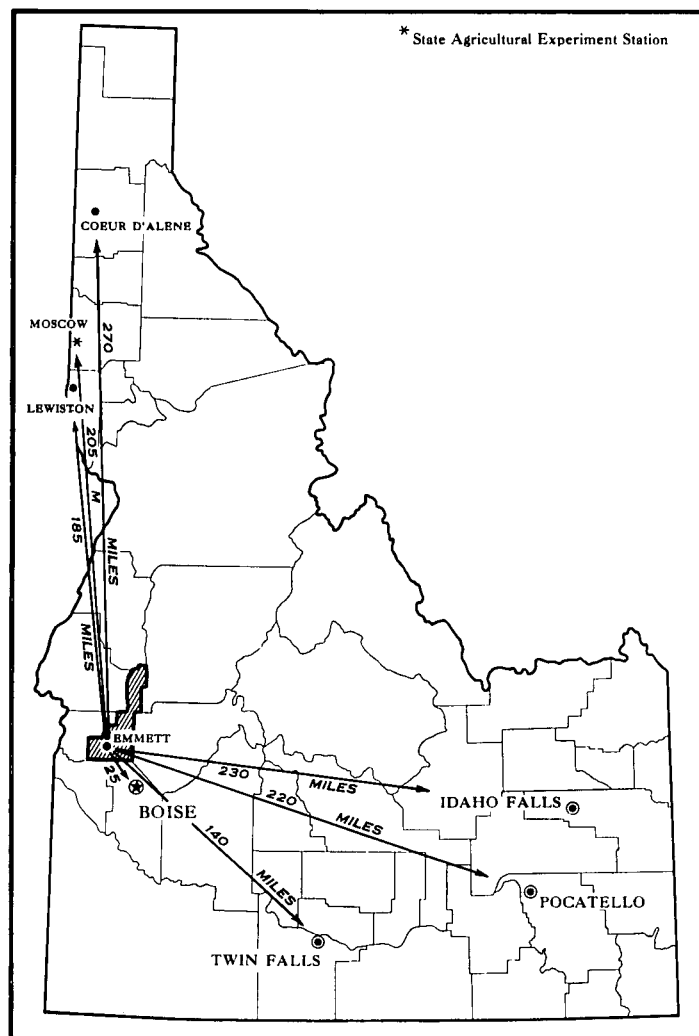 * State Agricultural Experiment Station
COEUR D'ALENE
270
MOSCOW *
LEWISTON
205
M
185
MILES
MILES
EMMETT
25
BOISE
230 MILES
220 MILES
IDAHO FALLS
140 MILES
POCATELLO
TWIN FALLS